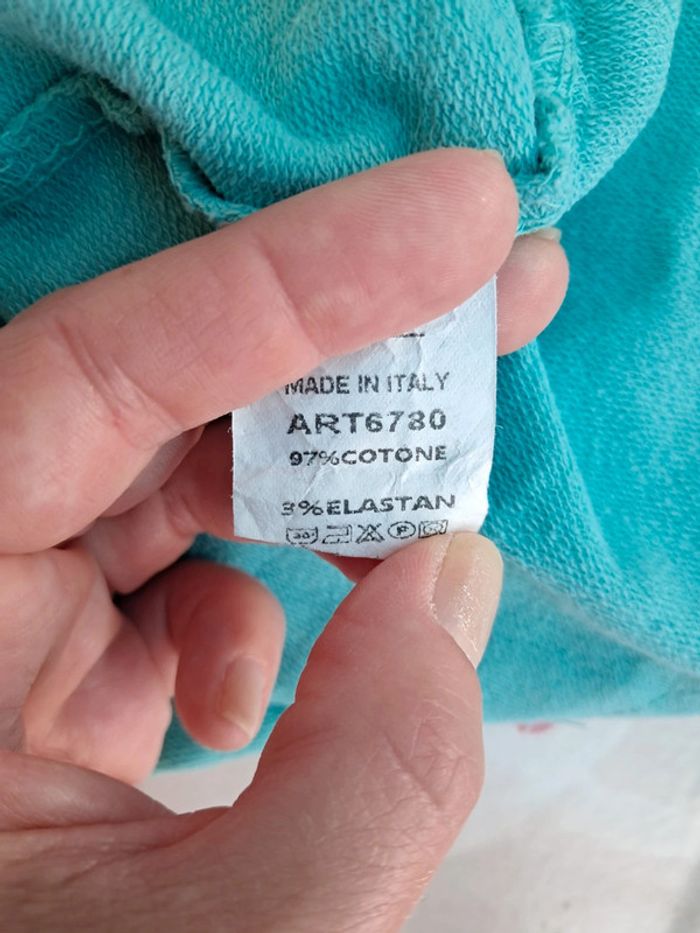 MADE IN ITALY
ART6780
97%COTONE
3%ELASTAN